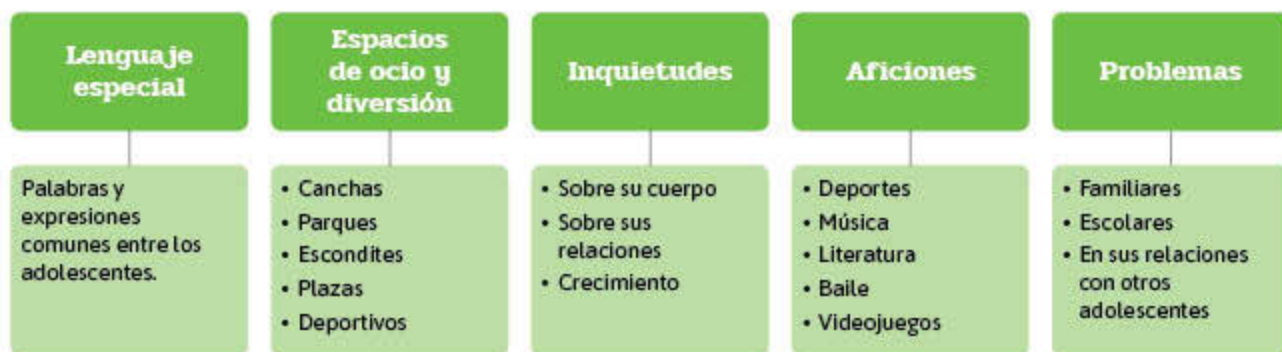 Lenguaje
especial
Espacios
de ocio y
diversión
Inquietudes
Aficiones
Problemas
Palabras y
expresiones
comunes entre los
adolescentes.
• Canchas
• Parques
• Escondites
• Plazas
• Deportivos
• Sobre su cuerpo
• Sobre sus
relaciones
• Crecimiento
• Deportes
• Música
• Literatura
• Baile
• Videojuegos
• Familiares
• Escolares
• En sus relaciones
con otros
adolescentes